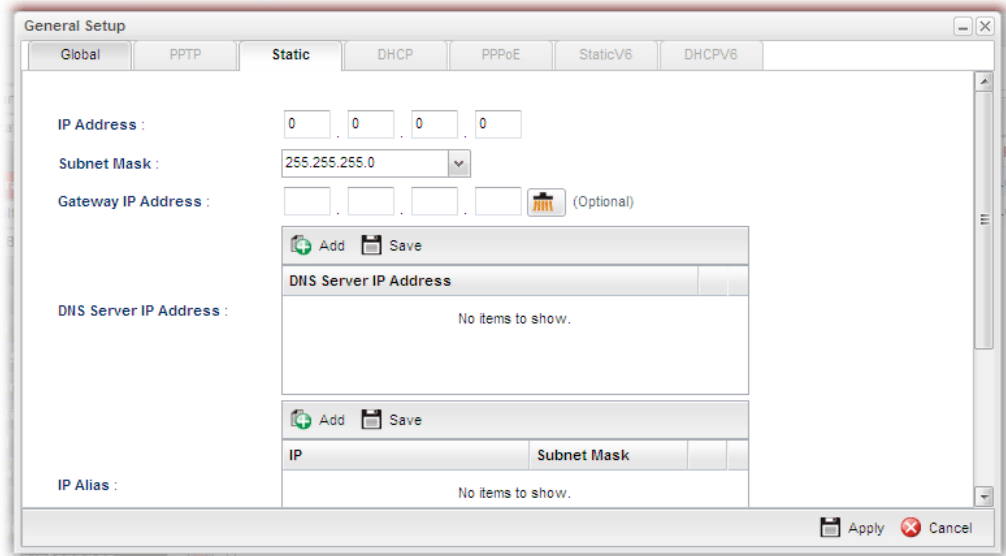 General Setup
Global PPTP Static DHCP PPPoE StaticV6 DHCPV6
IP Address : 0 . 0 . 0 . 0
Subnet Mask : 255.255.255.0
Gateway IP Address : . . . (Optional)
Add Save
DNS Server IP Address
DNS Server IP Address :
No items to show.
Add Save
IP Subnet Mask
IP Alias :
No items to show.
Apply Cancel